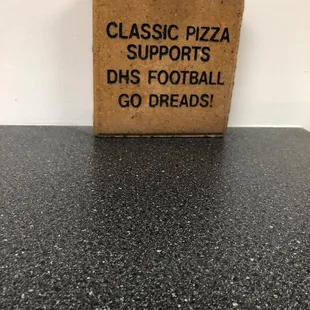 CLASSIC PIZZA
SUPPORTS
DHS FOOTBALL
GO DREADS!